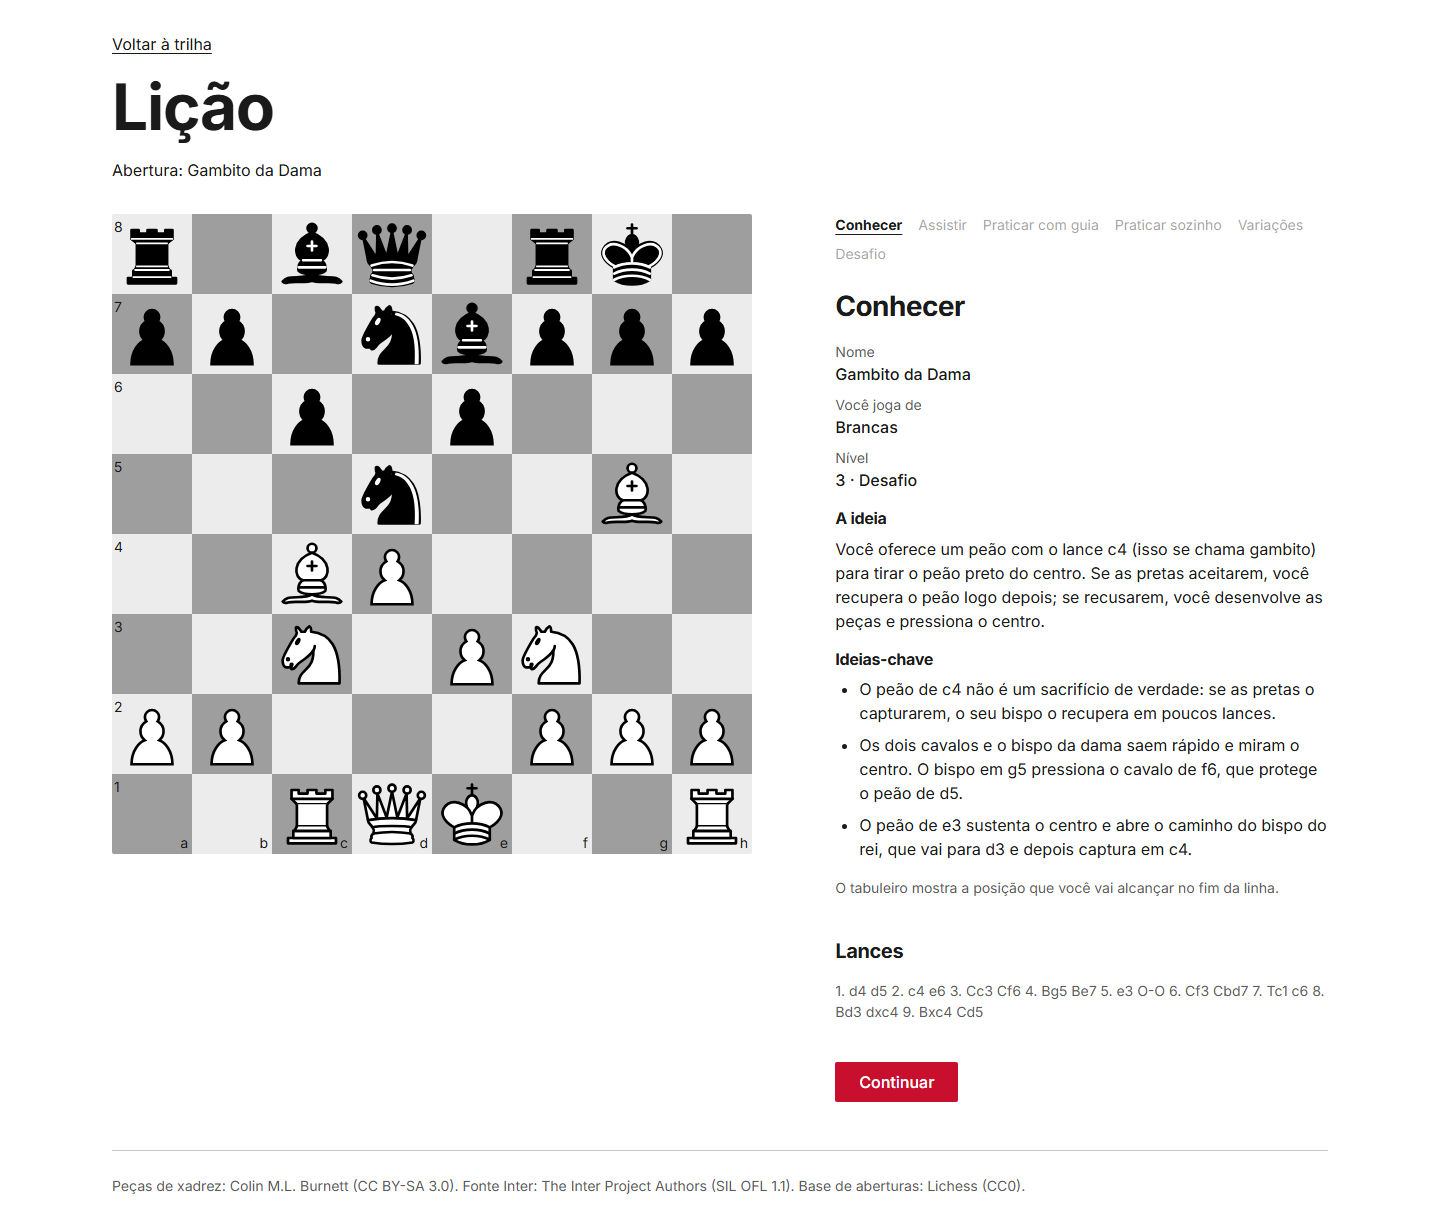 Voltar à trilha
Lição
Abertura: Gambito da Dama
8
7
6
5
4
3
2
1
a b c d e f g h
Conhecer Assistir Praticar com guia Praticar sozinho Variações
Desafio
Conhecer
Nome
Gambito da Dama
Você joga de
Brancas
Nível
3 · Desafio
A ideia
Você oferece um peão com o lance c4 (isso se chama gambito)
para tirar o peão preto do centro. Se as pretas aceitarem, você
recupera o peão logo depois; se recusarem, você desenvolve as
peças e pressiona o centro.
Ideias-chave
• O peão de c4 não é um sacrifício de verdade: se as pretas o
capturarem, o seu bispo o recupera em poucos lances.
• Os dois cavalos e o bispo da dama saem rápido e miram o
centro. O bispo em g5 pressiona o cavalo de f6, que protege
o peão de d5.
• O peão de e3 sustenta o centro e abre o caminho do bispo do
rei, que vai para d3 e depois captura em c4.
O tabuleiro mostra a posição que você vai alcançar no fim da linha.
Lances
1. d4 d5 2. c4 e6 3. Cc3 Cf6 4. Bg5 Be7 5. e3 O-O 6. Cf3 Cbd7 7. Tc1 c6 8.
Bd3 dxc4 9. Bxc4 Cd5
Continuar
Peças de xadrez: Colin M.L. Burnett (CC BY-SA 3.0). Fonte Inter: The Inter Project Authors (SIL OFL 1.1). Base de aberturas: Lichess (CC0).